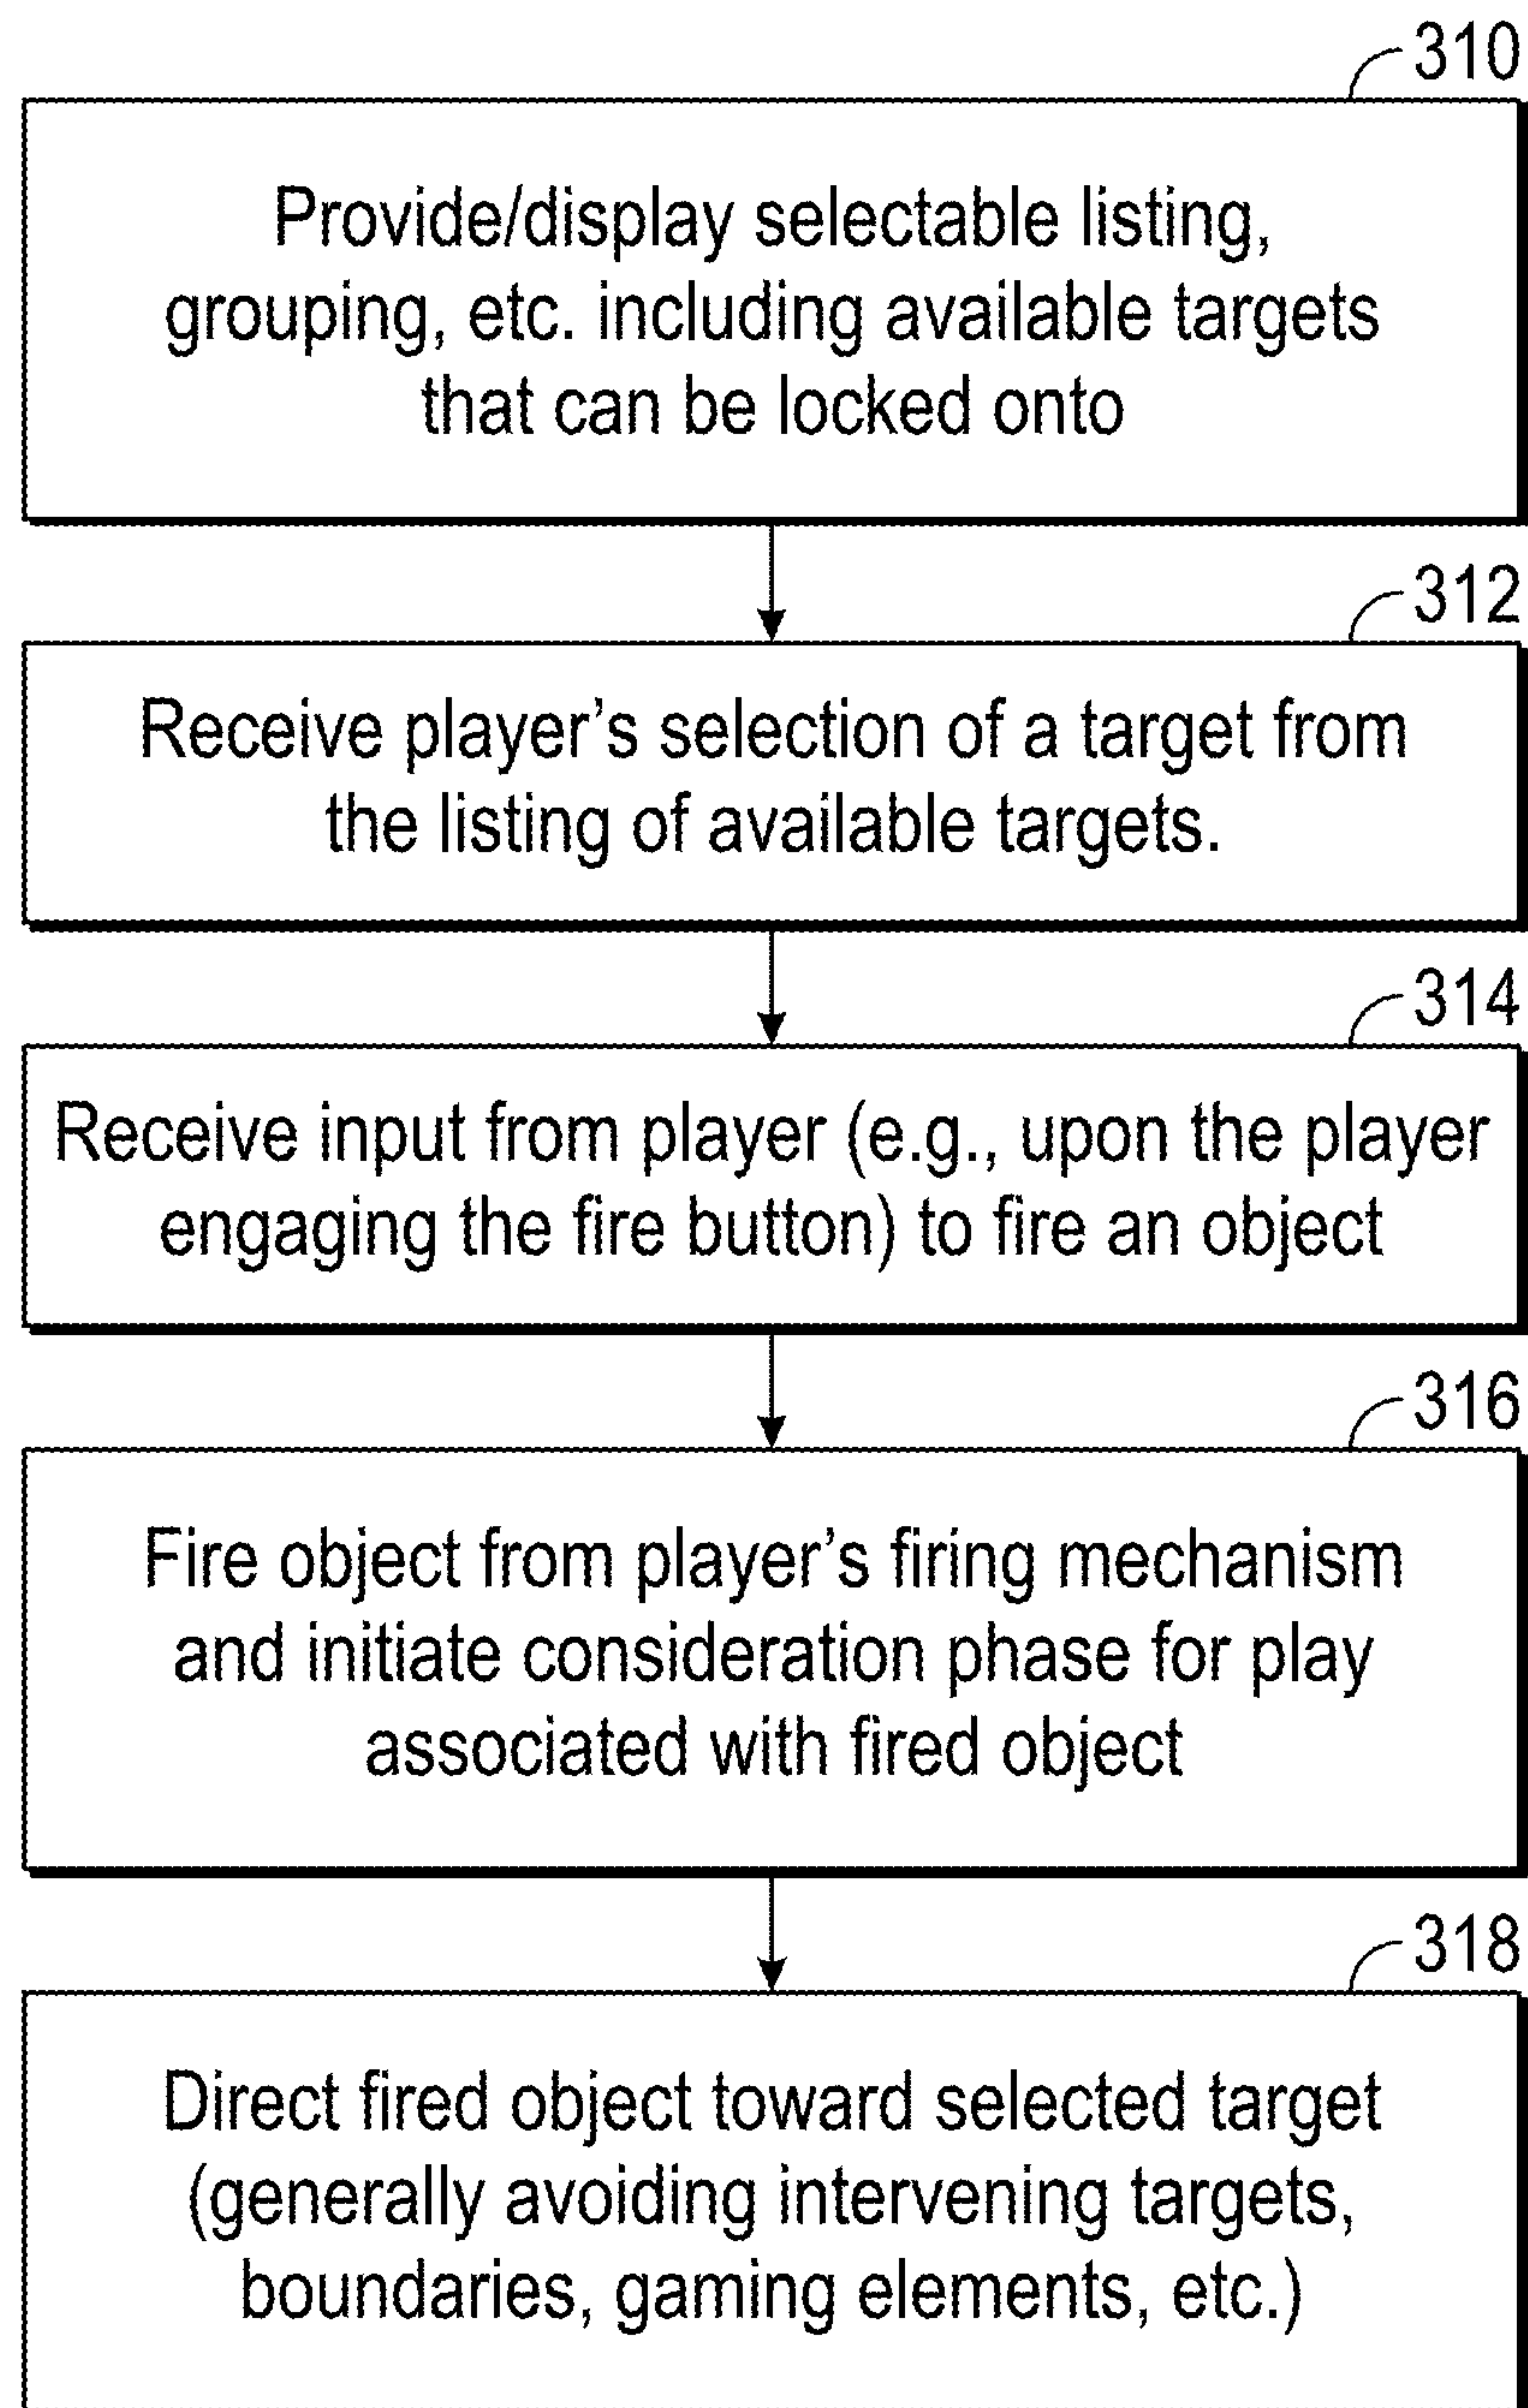 310
Provide/display selectable listing,
grouping, etc. including available targets
that can be locked onto
312
Receive player’s selection of a target from
the listing of available targets.
314
Receive input from player (e.g., upon the player
engaging the fire button) to fire an object
316
Fire object from player’s firing mechanism
and initiate consideration phase for play
associated with fired object
318
Direct fired object toward selected target
(generally avoiding intervening targets,
boundaries, gaming elements, etc.)